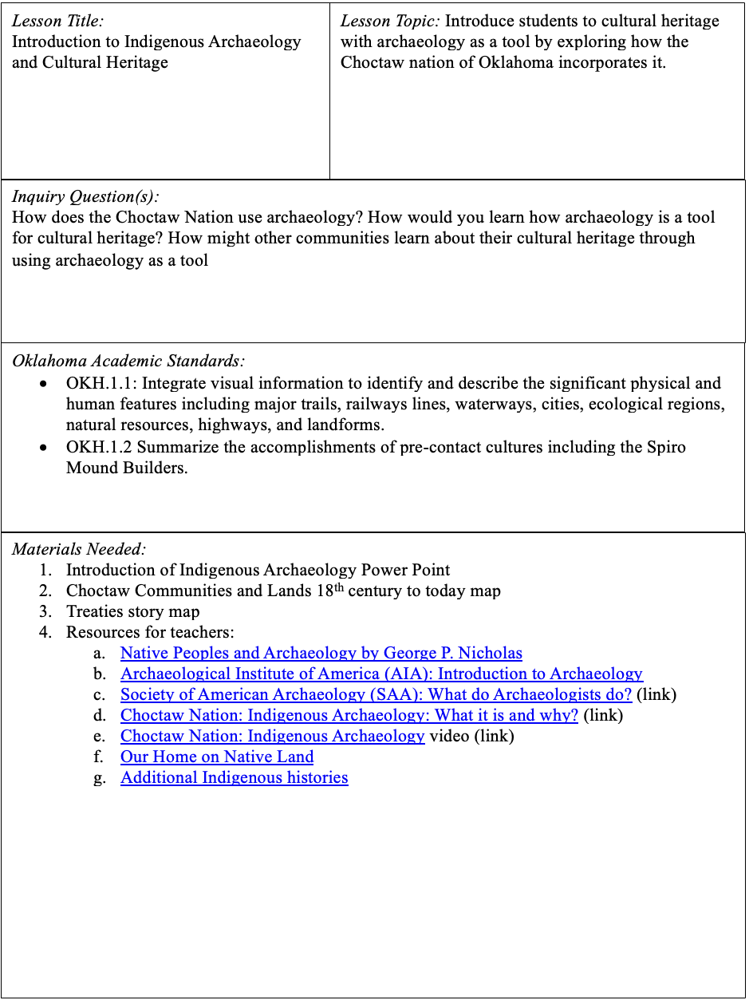 Lesson Title:
Introduction to Indigenous Archaeology
and Cultural Heritage
Lesson Topic: Introduce students to cultural heritage
with archaeology as a tool by exploring how the
Choctaw nation of Oklahoma incorporates it.
Inquiry Question(s):
How does the Choctaw Nation use archaeology? How would you learn how archaeology is a tool
for cultural heritage? How might other communities learn about their cultural heritage through
using archaeology as a tool
Oklahoma Academic Standards:
• OKH.1.1: Integrate visual information to identify and describe the significant physical and
human features including major trails, railways lines, waterways, cities, ecological regions,
natural resources, highways, and landforms.
• OKH.1.2 Summarize the accomplishments of pre-contact cultures including the Spiro
Mound Builders.
Materials Needed:
1. Introduction of Indigenous Archaeology Power Point
2. Choctaw Communities and Lands 18th century to today map
3. Treaties story map
4. Resources for teachers:
a. Native Peoples and Archaeology by George P. Nicholas
b. Archaeological Institute of America (AIA): Introduction to Archaeology
c. Society of American Archaeology (SAA): What do Archaeologists do? (link)
d. Choctaw Nation: Indigenous Archaeology: What it is and why? (link)
e. Choctaw Nation: Indigenous Archaeology video (link)
f. Our Home on Native Land
g. Additional Indigenous histories